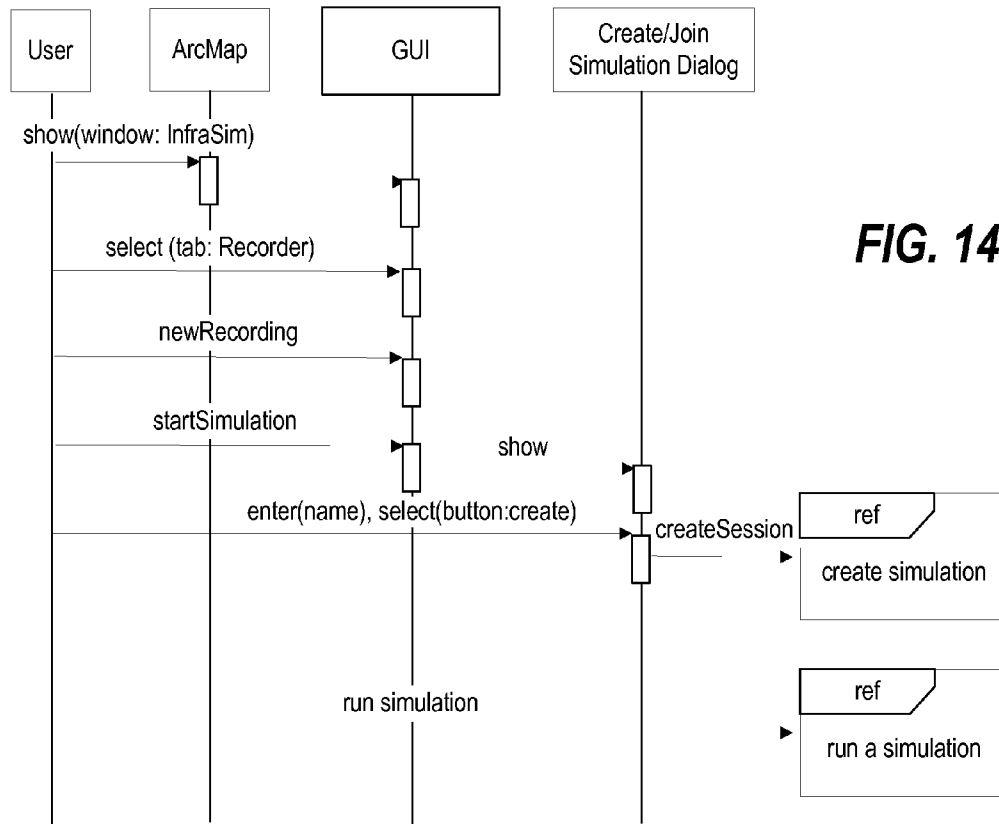 User
ArcMap
GUI
Create/Join
Simulation Dialog
show(window: InfraSim)
FIG. 14
select (tab: Recorder)
newRecording
startSimulation
show
enter(name), select(button:create)
createSession
ref
create simulation
run simulation
ref
run a simulation